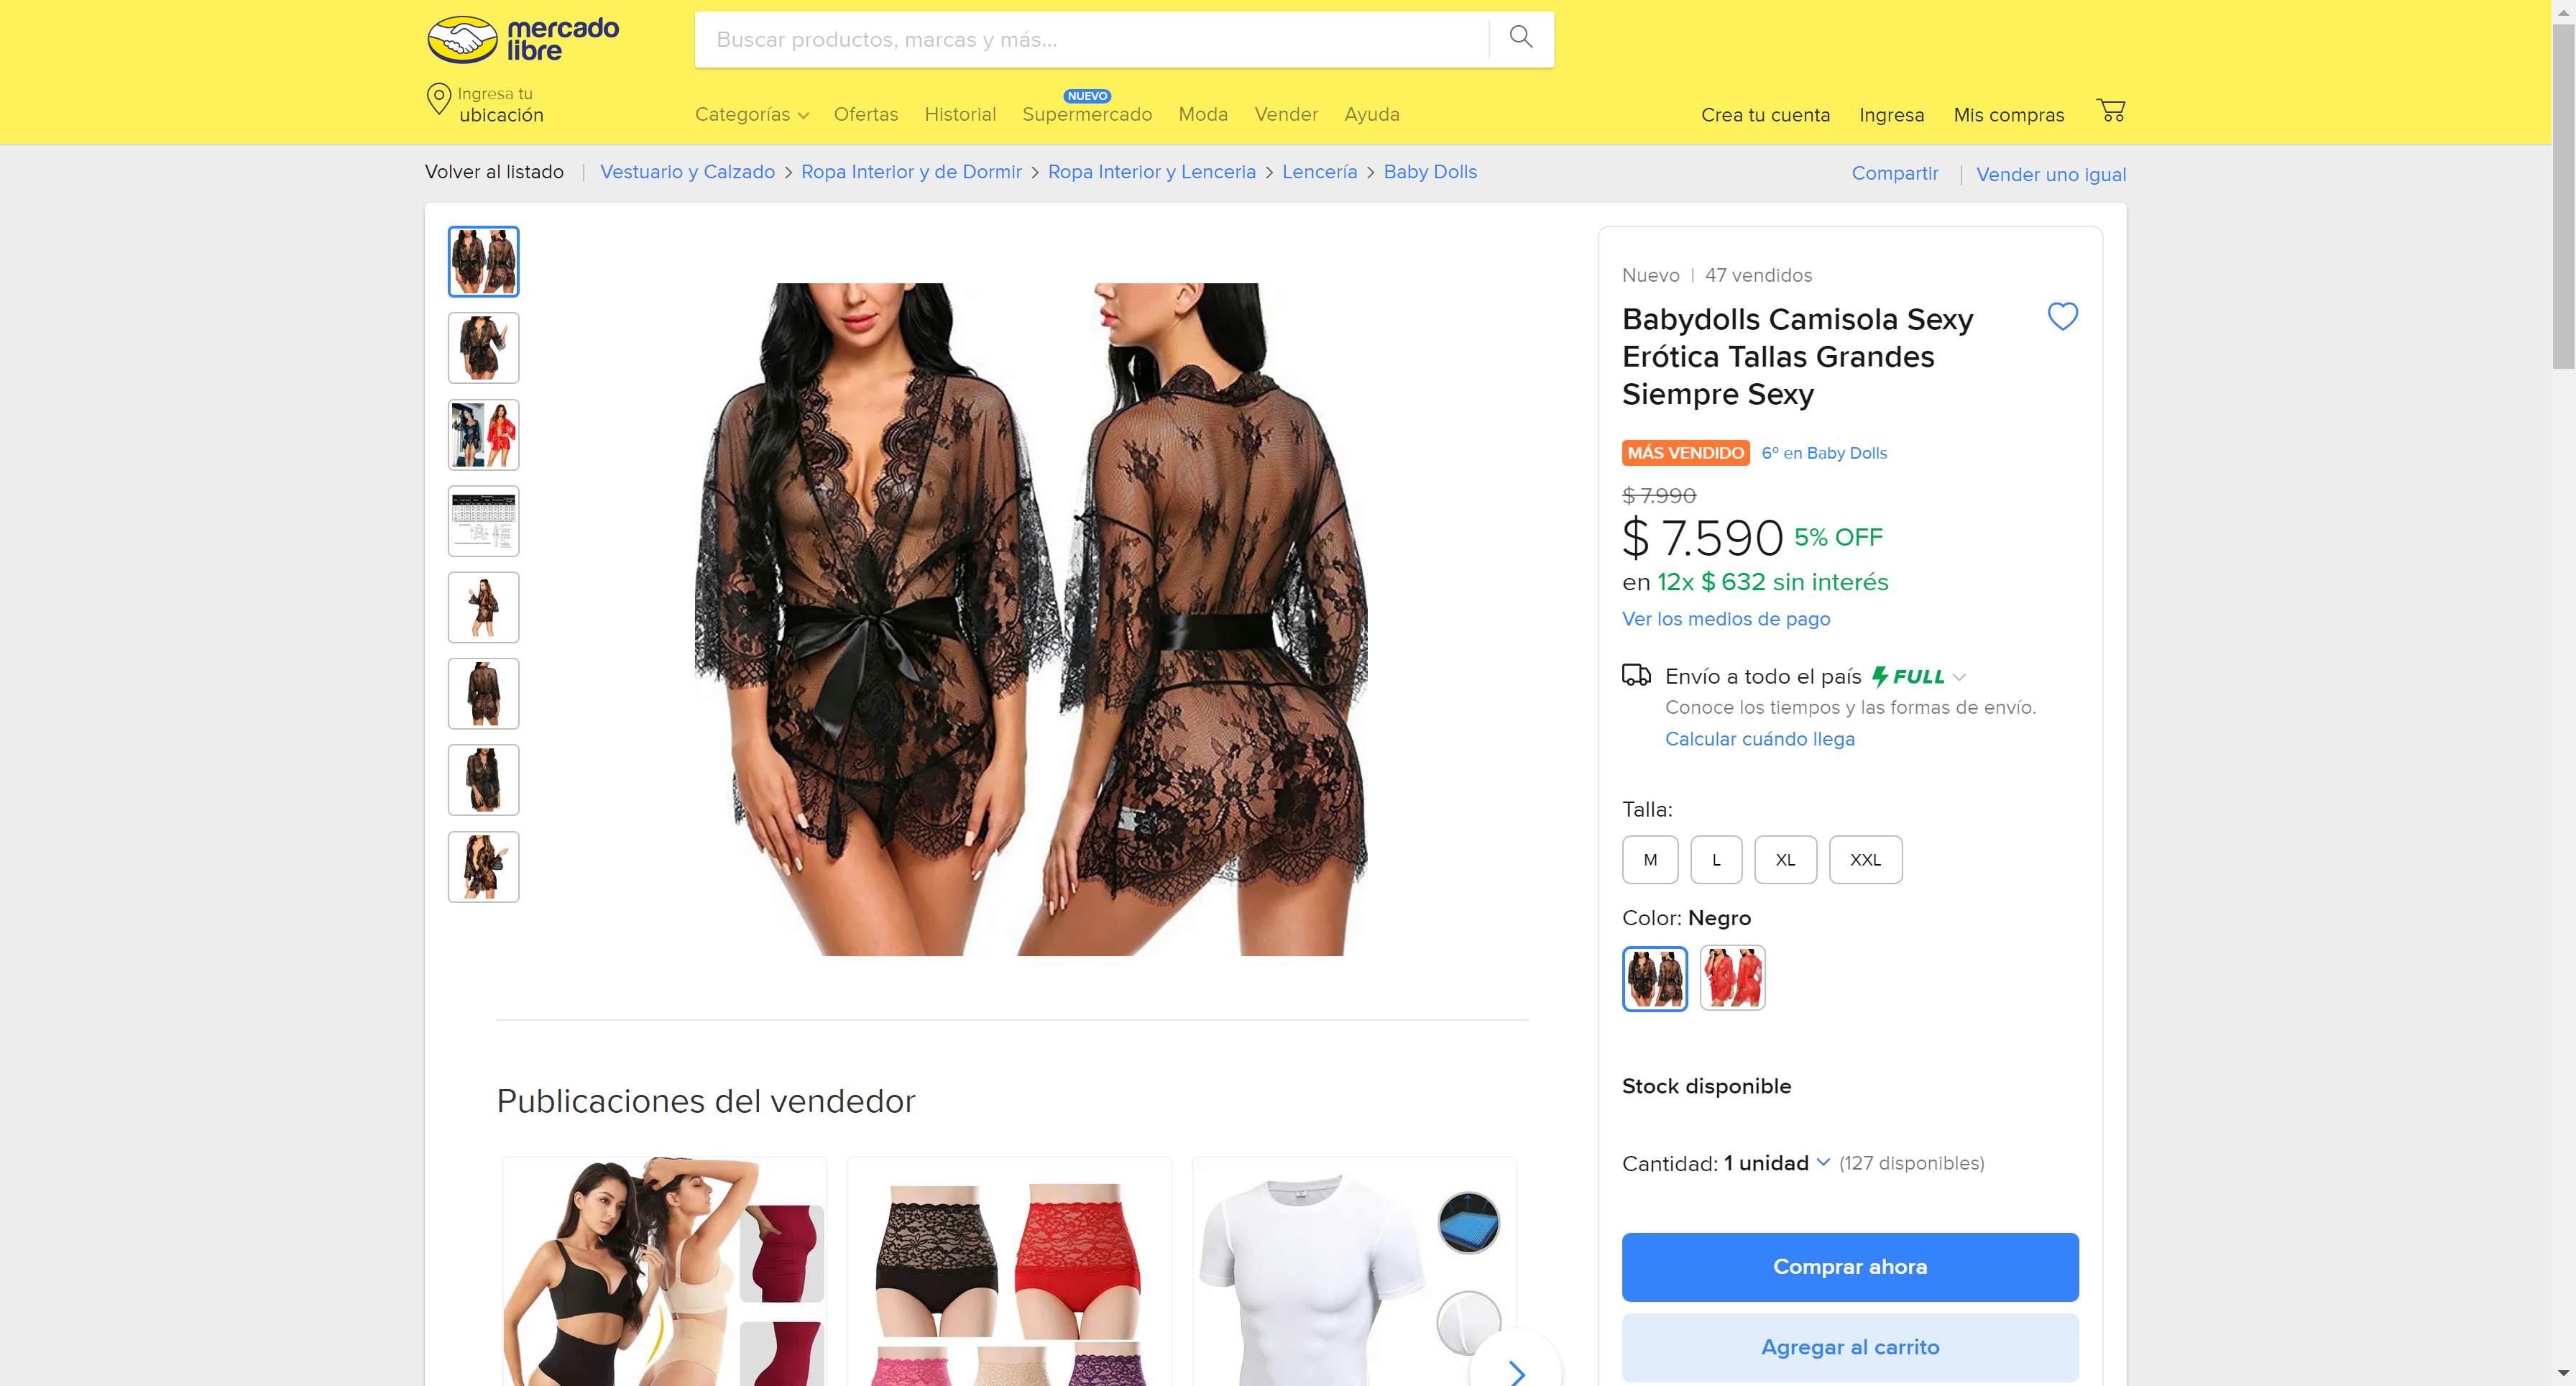 mercado
libre
Buscar productos, marcas y más...
Ingresa tu
ubicación
Categorías
Ofertas
Historial
NUEVO
Supermercado
Moda
Vender
Ayuda
Crea tu cuenta
Ingresa
Mis compras
Volver al listado | Vestuario y Calzado > Ropa Interior y de Dormir > Ropa Interior y Lenceria > Lencería > Baby Dolls
Compartir | Vender uno igual
Nuevo | 47 vendidos
Babydolls Camisola Sexy
Erótica Tallas Grandes
Siempre Sexy
MÁS VENDIDO 6º en Baby Dolls
$ 7.990
$ 7.590 5% OFF
en 12x $ 632 sin interés
Ver los medios de pago
Envío a todo el país FULL
Conoce los tiempos y las formas de envío.
Calcular cuándo llega
Talla:
M L XL XXL
Color: Negro
Stock disponible
Cantidad: 1 unidad (127 disponibles)
Comprar ahora
Agregar al carrito
Publicaciones del vendedor